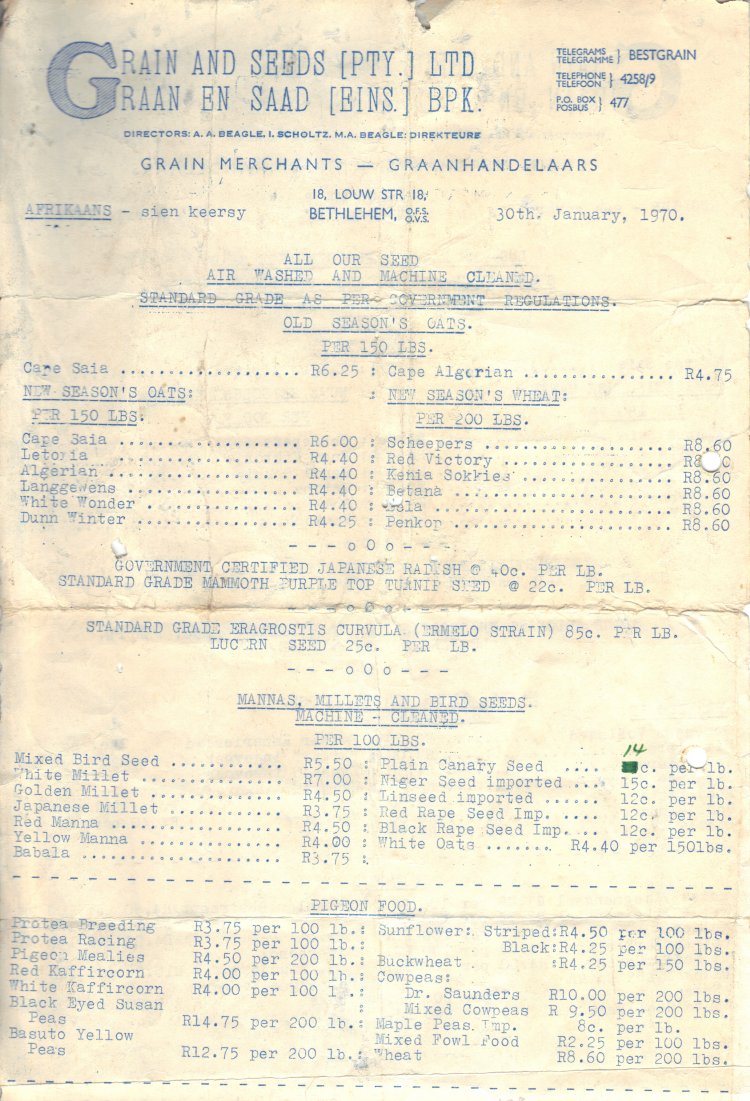 GRAIN AND SEEDS [PTY.] LTD.
GRAAN EN SAAD [EINS.] BPK.
TELEGRAMS
TELEGRAMME } BESTGRAIN
TELEPHONE
TELEFOON } 4258/9
P.O. BOX
POSBUS } 477
DIRECTORS: A. A. BEAGLE, I. SCHOLTZ, M.A. BEAGLE: DIREKTEURE
GRAIN MERCHANTS — GRAANHANDELAARS
18, LOUW STR 18,
AFRIKAANS - sien keersy
BETHLEHEM, O.F.S. O.V.S.
30th. January, 1970.
ALL OUR SEED
AIR WASHED AND MACHINE CLEANED.
STANDARD GRADE AS PER GOVERNMENT REGULATIONS.
OLD SEASON'S OATS.
PER 150 LBS.
Cape Saia .................... R6.25 : Cape Algerian ................ R4.75
NEW SEASON'S OATS: : NEW SEASON'S WHEAT:
PER 150 LBS: PER 200 LBS.
Cape Saia .................... R6.00 : Scheepers .................... R8.60
Letoria .................... R4.40 : Red Victory ....................
Algerian .................... R4.40 : Kenia Sokkies .................... R8.60
Langgewens .................... R4.40 : Betana .................... R8.60
White Wonder .................... R4.40 : .................... R8.60
Dunn Winter .................... R4.25 : Penkop .................... R8.60
- - - o O o - - -
GOVERNMENT CERTIFIED JAPANESE RADISH @ 40c. PER LB.
STANDARD GRADE MAMMOTH PURPLE TOP TURNIP SEED @ 22c. PER LB.
- - - o O o - - -
STANDARD GRADE ERAGROSTIS CURVULA (ERMELO STRAIN) 85c. PER LB.
LUCERN SEED 25c. PER LB.
- - - o O o - - -
MANNAS, MILLETS AND BIRD SEEDS.
MACHINE - CLEANED.
PER 100 LBS.
Mixed Bird Seed ............. R5.50 : Plain Canary Seed .... 14 c. per lb.
White Millet ................ R7.00 : Niger Seed imported ... 15c. per lb.
Golden Millet ............... R4.50 : Linseed imported ...... 12c. per lb.
Japanese Millet ............. R3.75 : Red Rape Seed Imp. .... 12c. per lb.
Red Manna ................... R4.50 : Black Rape Seed Imp.... 12c. per lb.
Yellow Manna ................ R4.00 : White Oats ....... R4.40 per 150lbs.
Babala ...................... R3.75 :
PIGEON FOOD.
Protea Breeding R3.75 per 100 lb.: Sunflower: Striped:R4.50 per 100 lbs.
Protea Racing R3.75 per 100 lb.: Black:R4.25 per 100 lbs.
Pigeon Mealies R4.50 per 200 lb.: Buckwheat :R4.25 per 150 lbs.
Red Kaffircorn R4.00 per 100 lb.: Cowpeas:
White Kaffircorn R4.00 per 100 : Dr. Saunders R10.00 per 200 lbs.
Black Eyed Susan : Mixed Cowpeas R 9.50 per 200 lbs.
Peas R14.75 per 200 lb.: Maple Peas Imp. 8c. per lb.
Basuto Yellow Mixed Fowl Food R2.25 per 100 lbs.
Peas R12.75 per 200 lb.: Wheat R8.60 per 200 lbs.